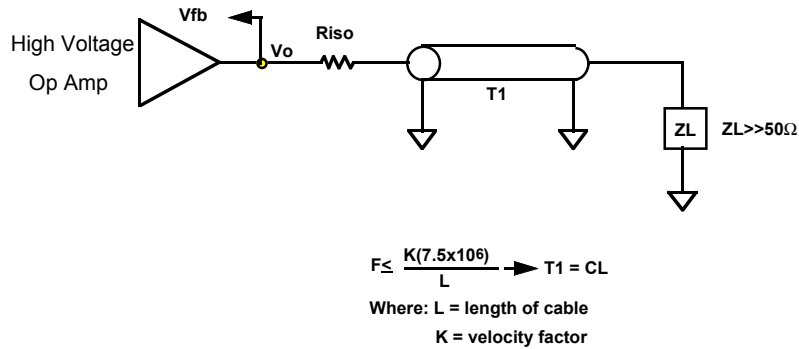 Vfb
High Voltage
Op Amp
Vo
Riso
T1
ZL
ZL>>50Ω
F≤ K(7.5x10⁶) / L → T1 = CL
Where: L = length of cable
K = velocity factor